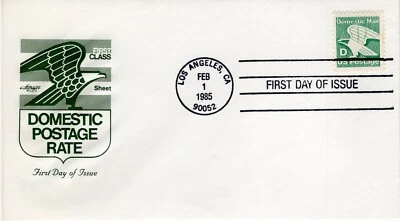 FIRST
CLASS
Artmaster
Sheet
DOMESTIC
POSTAGE
RATE
First Day of Issue
LOS ANGELES, CA
FEB
1
1985
90052
FIRST DAY OF ISSUE
Domestic Mail
D
US Postage